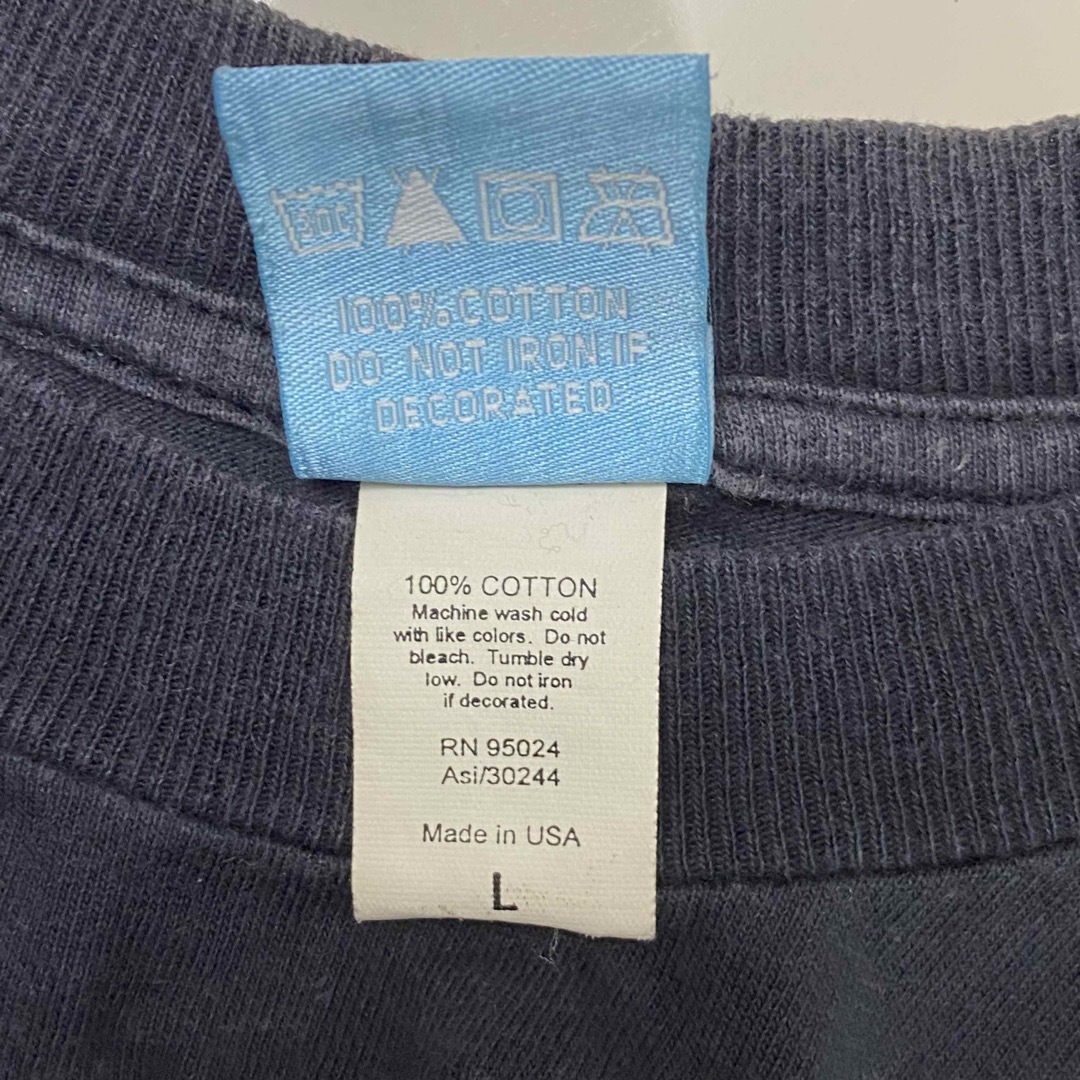 30C
A
100% COTTON
DO NOT IRON IF
DECORATED
100% COTTON
Machine wash cold
with like colors. Do not
bleach. Tumble dry
low. Do not iron
if decorated.
RN 95024
Asi/30244
Made in USA
L